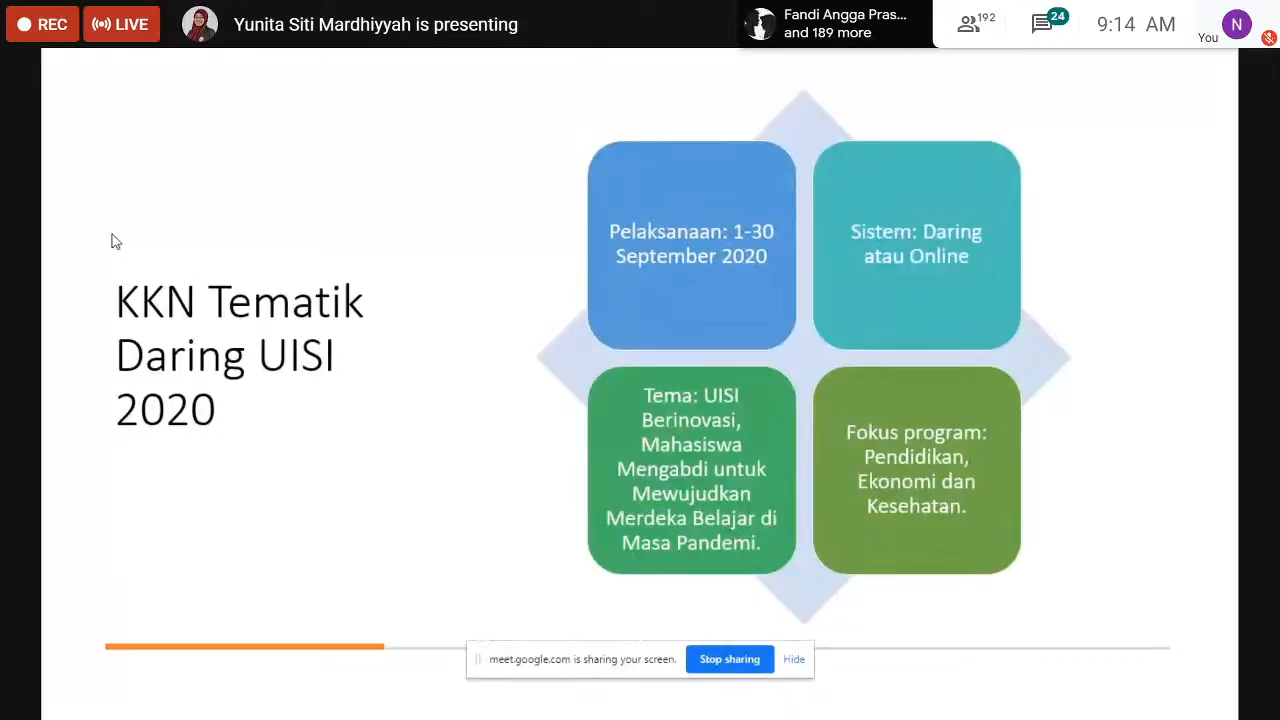 REC
LIVE
Yunita Siti Mardhiyyah is presenting
Fandi Angga Pras...
and 189 more
192
24
9:14 AM
You
N
KKN Tematik
Daring UISI
2020
Pelaksanaan: 1-30
September 2020
Sistem: Daring
atau Online
Tema: UISI
Berinovasi,
Mahasiswa
Mengabdi untuk
Mewujudkan
Merdeka Belajar di
Masa Pandemi.
Fokus program:
Pendidikan,
Ekonomi dan
Kesehatan.
meet.google.com is sharing your screen.
Stop sharing
Hide